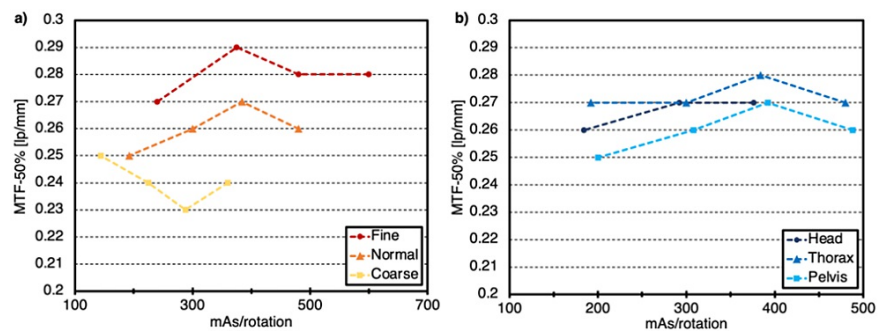 a)
MTF-50% [lp/mm]
0.3
0.29
0.28
0.27
0.26
0.25
0.24
0.23
0.22
0.21
0.2
100 300 500 700
mAs/rotation
Fine
Normal
Coarse
b)
MTF-50% [lp/mm]
0.3
0.29
0.28
0.27
0.26
0.25
0.24
0.23
0.22
0.21
0.2
100 200 300 400 500
mAs/rotation
Head
Thorax
Pelvis